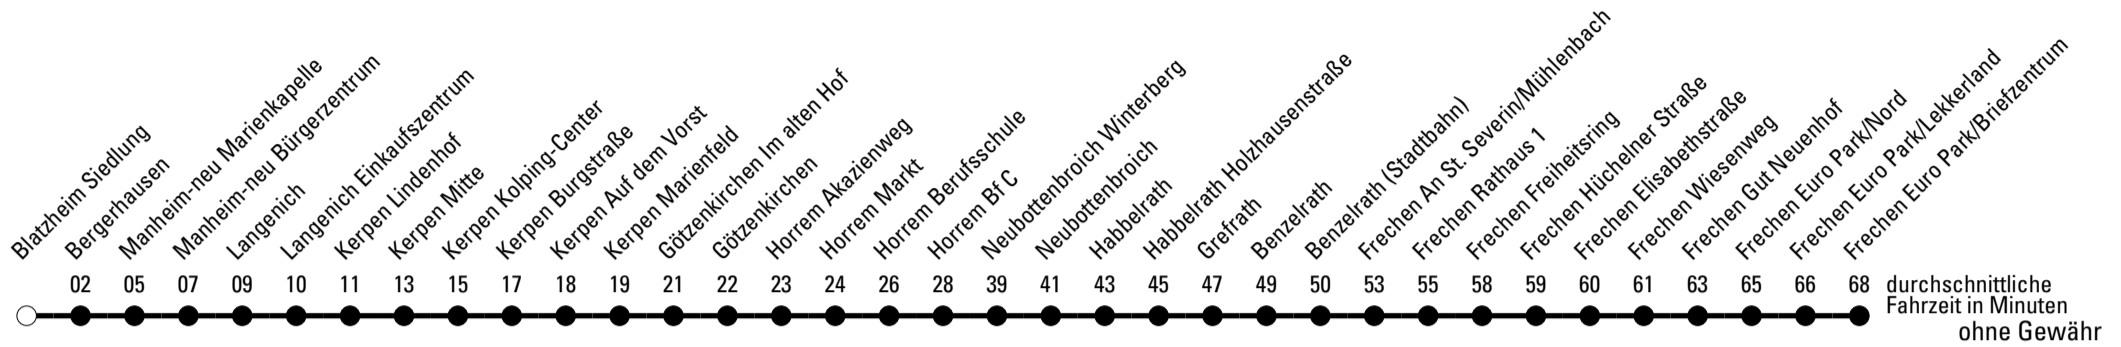 Blatzheim Siedlung
Bergerhausen
Manheim-neu Marienkapelle
Manheim-neu Bürgerzentrum
Langenich
Langenich Einkaufszentrum
Kerpen Lindenhof
Kerpen Mitte
Kerpen Kolping-Center
Kerpen Burgstraße
Kerpen Auf dem Vorst
Kerpen Marienfeld
Götzenkirchen Im alten Hof
Götzenkirchen
Horrem Akazienweg
Horrem Markt
Horrem Berufsschule
Horrem Bf C
Neubottenbroich Winterberg
Neubottenbroich
Habbelrath
Habbelrath Holzhausenstraße
Grefrath
Benzelrath
Benzelrath (Stadtbahn)
Frechen An St. Severin/Mühlenbach
Frechen Rathaus 1
Frechen Freiheitsring
Frechen Hüchelner Straße
Frechen Elisabethstraße
Frechen Wiesenweg
Frechen Gut Neuenhof
Frechen Euro Park/Nord
Frechen Euro Park/Lekkerland
Frechen Euro Park/Briefzentrum
02 05 07 09 10 11 13 15 17 18 19 21 22 23 24 26 28 39 41 43 45 47 49 50 53 55 58 59 60 61 63 65 66 68
durchschnittliche
Fahrzeit in Minuten
ohne Gewähr